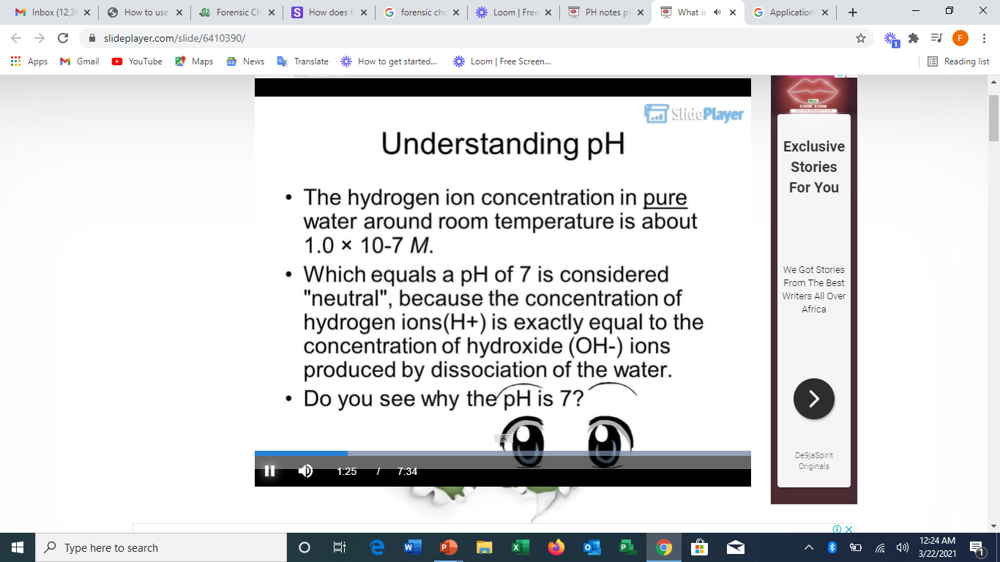 Inbox (12,3
How to use
Forensic Ch
How does t
forensic che
Loom | Free
PH notes p
What is
Application
slideplayer.com/slide/6410390/
F
1
Apps
Gmail
YouTube
Maps
News
Translate
How to get started...
Loom | Free Screen...
Reading list
SlidePlayer
Understanding pH
• The hydrogen ion concentration in pure
water around room temperature is about
1.0 × 10-7 M.
• Which equals a pH of 7 is considered
"neutral", because the concentration of
hydrogen ions(H+) is exactly equal to the
concentration of hydroxide (OH-) ions
produced by dissociation of the water.
• Do you see why the pH is 7?
1:25 / 7:34
Exclusive
Stories
For You
We Got Stories
From The Best
Writers All Over
Africa
De9jaSpirit
Originals
Type here to search
12:24 AM
3/22/2021
1